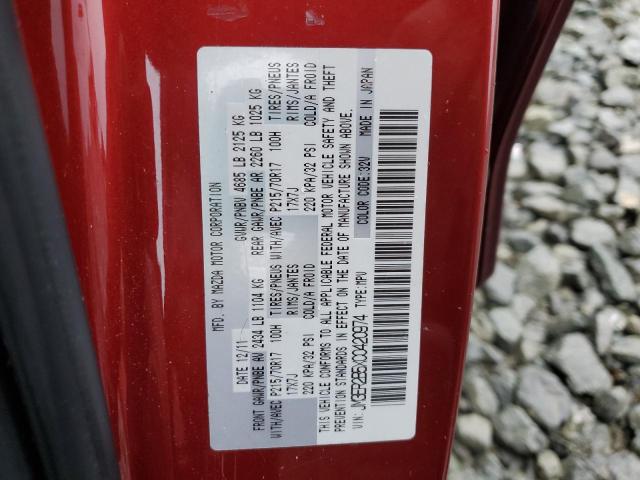 MFD. BY MAZDA MOTOR CORPORATION
DATE 12/11 GVWR/PNBV 4685 LB 2125 KG
FRONT GAWR/PNBE AV 2434 LB 1104 KG REAR GAWR/PNBE AR 2260 LB 1025 KG
WITH/AVEC P215/70R17 100H TIRES/PNEUS WITH/AVEC P215/70R17 100H TIRES/PNEUS
17X7J RIMS/JANTES 17X7J RIMS/JANTES
220 KPA/32 PSI COLD/A FROID 220 KPA/32 PSI COLD/A FROID
THIS VEHICLE CONFORMS TO ALL APPLICABLE FEDERAL MOTOR VEHICLE SAFETY AND THEFT
PREVENTION STANDARDS IN EFFECT ON THE DATE OF MANUFACTURE SHOWN ABOVE.
VIN: JM3ER2B5XC0420974 TYPE: MPV COLOR CODE: 32V MADE IN JAPAN